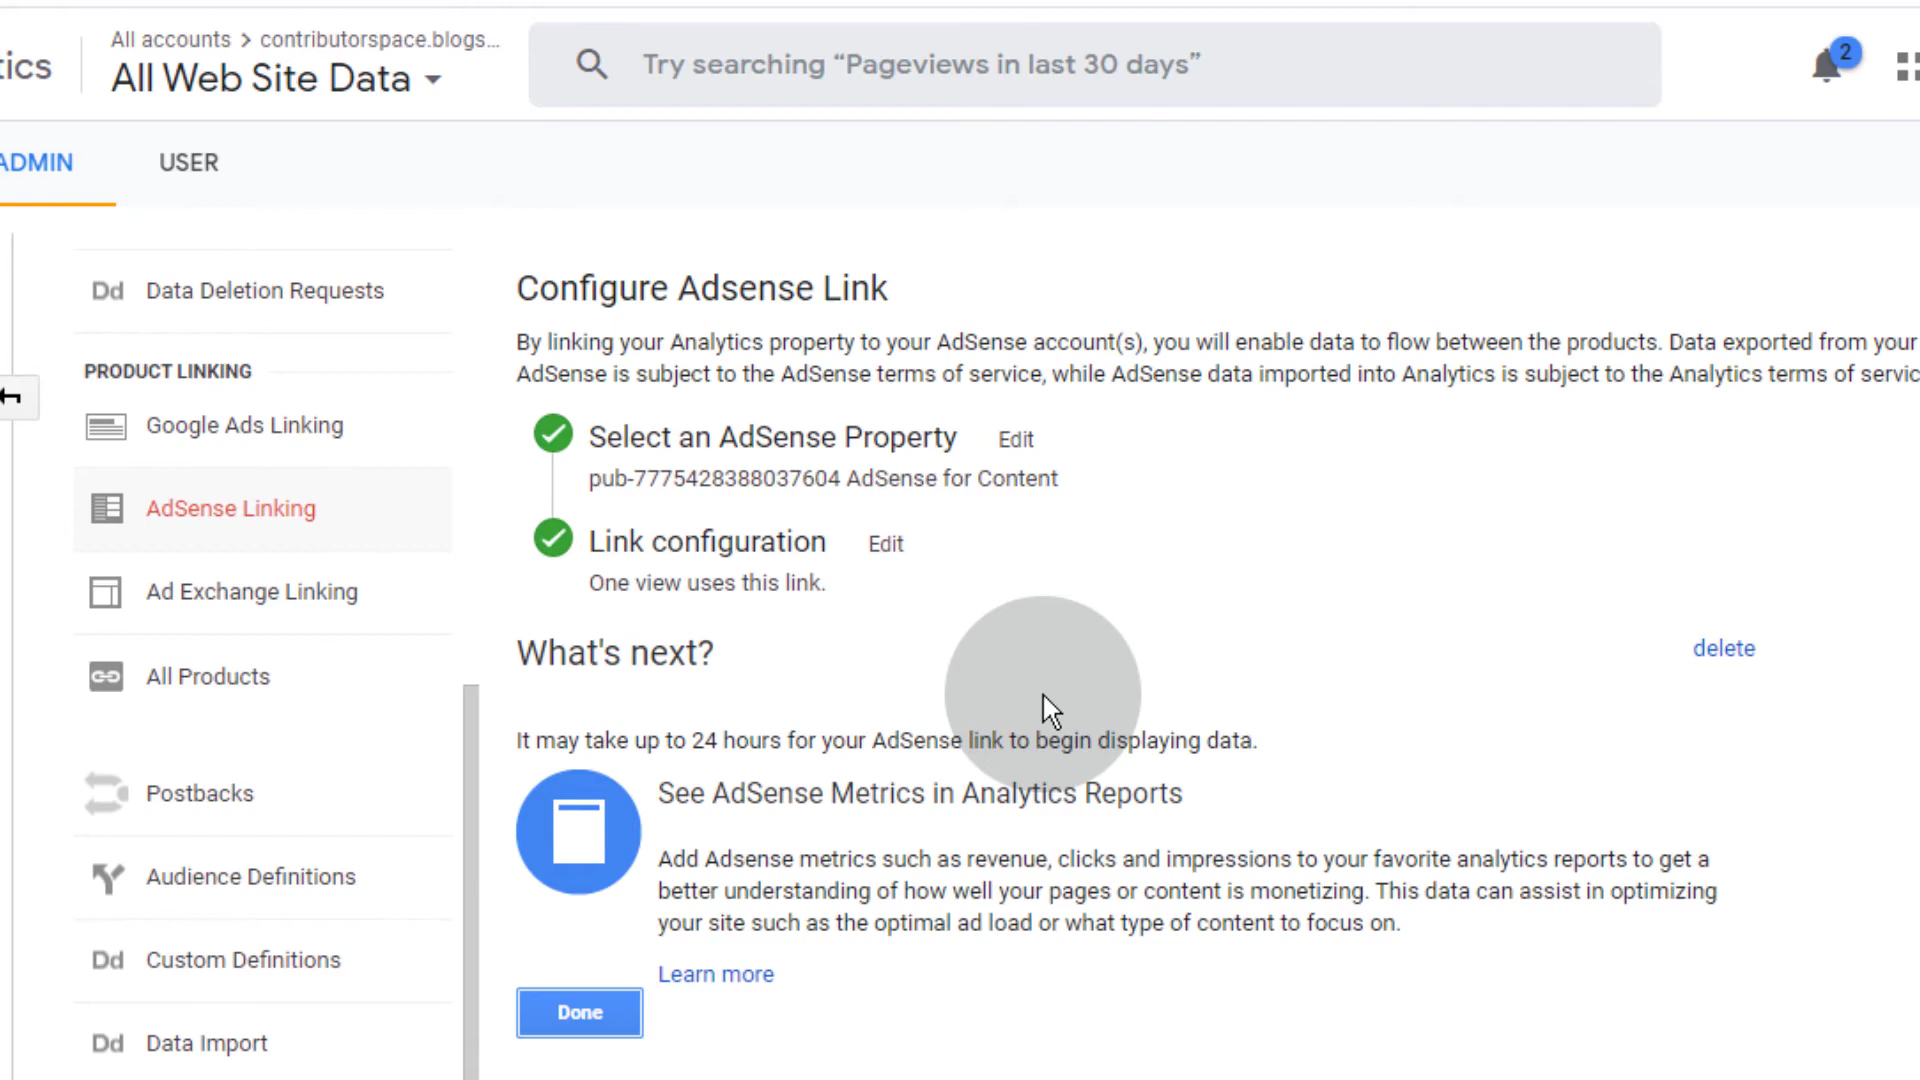 All accounts > contributorspace.blogs...
tics
All Web Site Data
Try searching “Pageviews in last 30 days”
2
ADMIN
USER
Dd Data Deletion Requests
PRODUCT LINKING
Google Ads Linking
AdSense Linking
Ad Exchange Linking
All Products
Postbacks
Audience Definitions
Dd Custom Definitions
Dd Data Import
Configure Adsense Link
By linking your Analytics property to your AdSense account(s), you will enable data to flow between the products. Data exported from your
AdSense is subject to the AdSense terms of service, while AdSense data imported into Analytics is subject to the Analytics terms of servic
Select an AdSense Property Edit
pub-7775428388037604 AdSense for Content
Link configuration Edit
One view uses this link.
What's next?
delete
It may take up to 24 hours for your AdSense link to begin displaying data.
See AdSense Metrics in Analytics Reports
Add Adsense metrics such as revenue, clicks and impressions to your favorite analytics reports to get a
better understanding of how well your pages or content is monetizing. This data can assist in optimizing
your site such as the optimal ad load or what type of content to focus on.
Learn more
Done